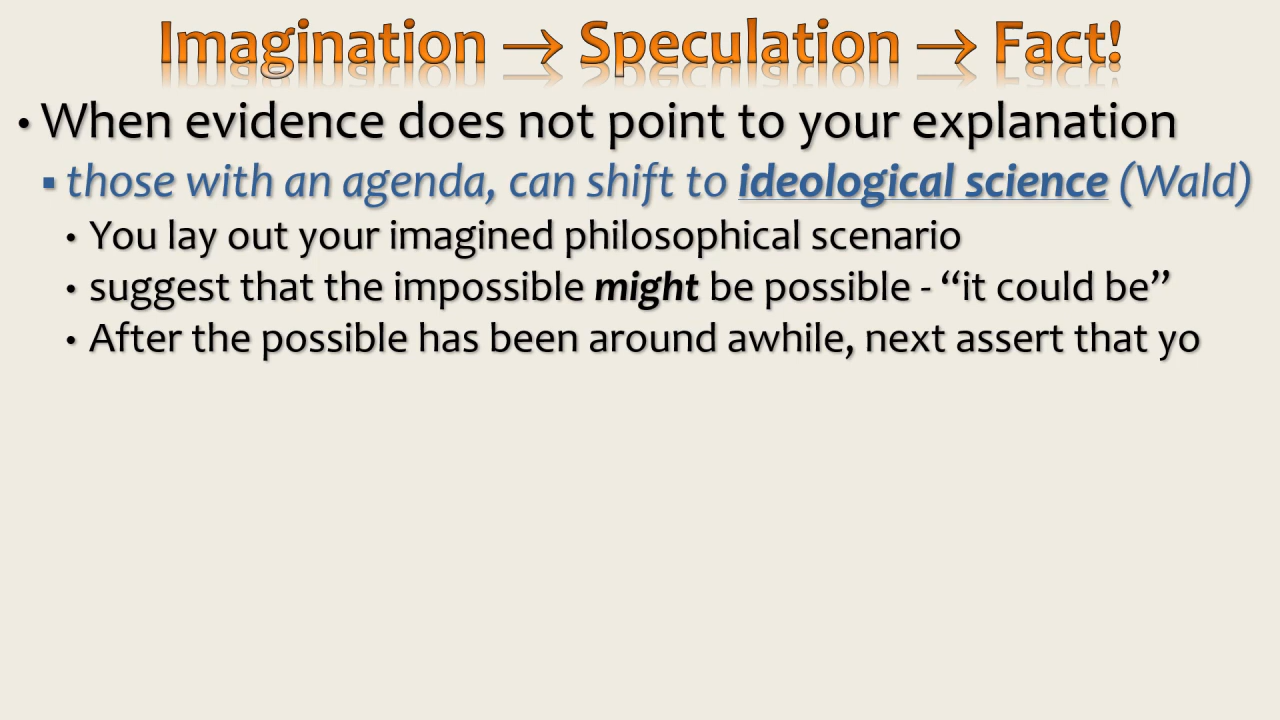 Imagination → Speculation → Fact!
• When evidence does not point to your explanation
▪ those with an agenda, can shift to ideological science (Wald)
• You lay out your imagined philosophical scenario
• suggest that the impossible might be possible - “it could be”
• After the possible has been around awhile, next assert that yo